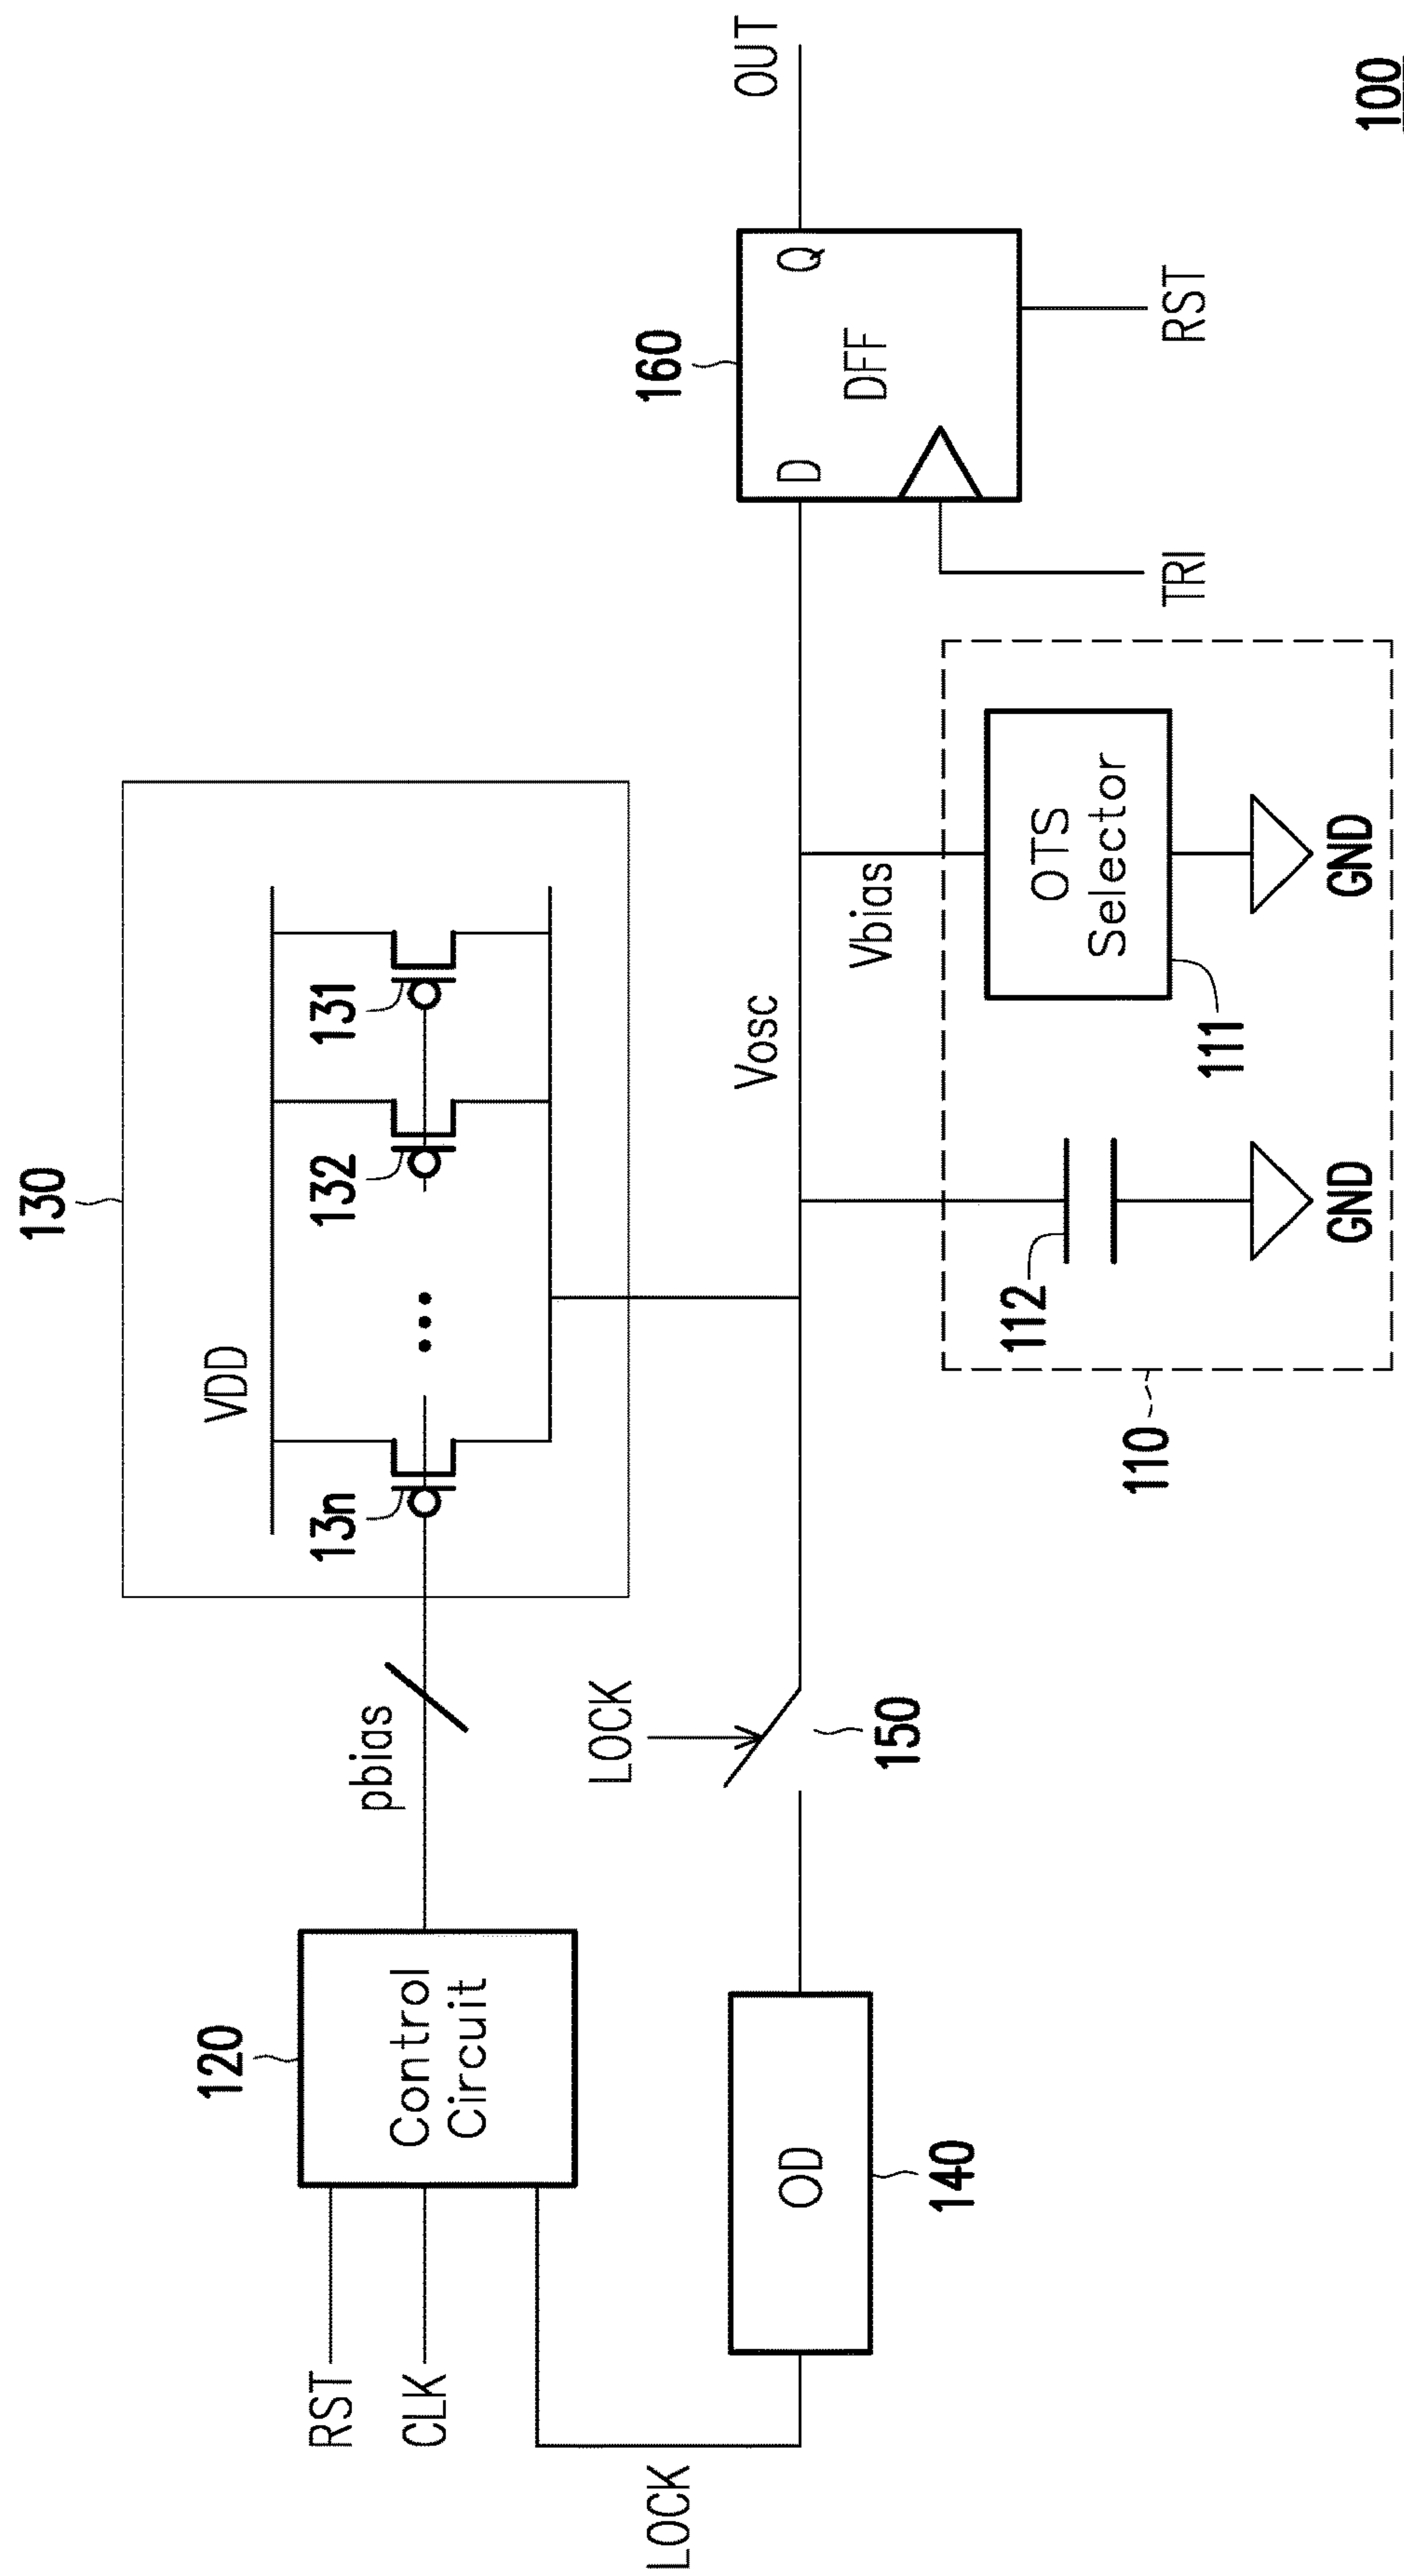 130
VDD
120
13n
132
131
RST
CLK
Control
Circuit
pbias
LOCK
LOCK
OD
140
150
Vosc
Vbias
160
D
Q
DFF
OUT
TRI
RST
112
110
OTS
Selector
111
GND
GND
100